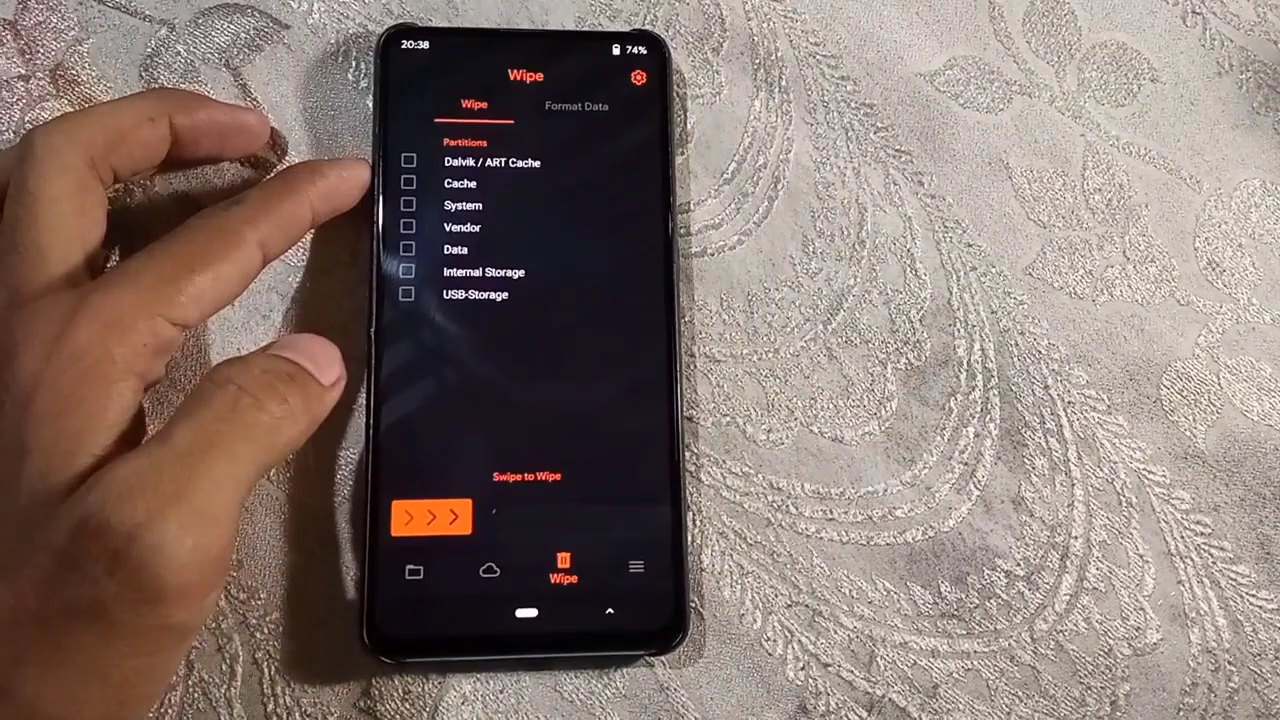 20:38
74%
Wipe
Wipe
Format Data
Partitions
Dalvik / ART Cache
Cache
System
Vendor
Data
Internal Storage
USB-Storage
Swipe to Wipe
Wipe